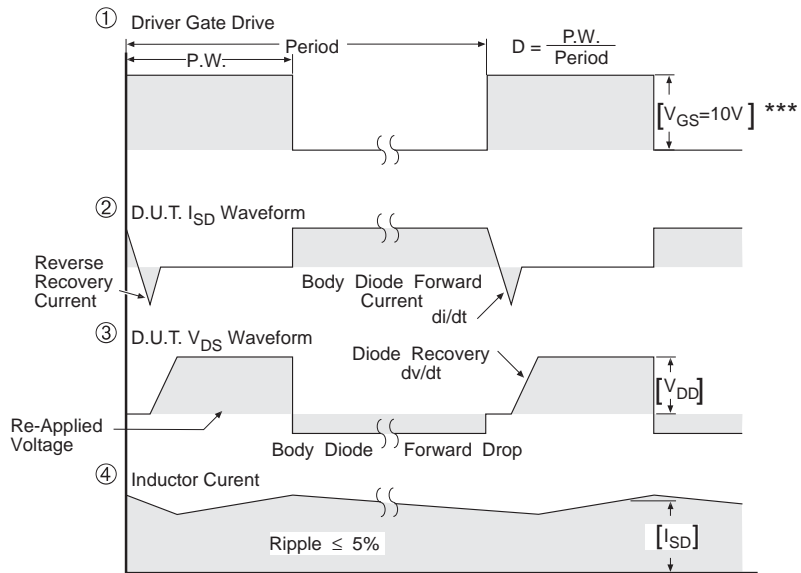 ① Driver Gate Drive
Period
P.W.
D = P.W. / Period
[VGS=10V] ***
② D.U.T. ISD Waveform
Reverse
Recovery
Current
Body Diode Forward
Current
di/dt
③ D.U.T. VDS Waveform
Diode Recovery
dv/dt
[VDD]
Re-Applied
Voltage
Body Diode Forward Drop
④ Inductor Curent
Ripple ≤ 5%
[ISD]